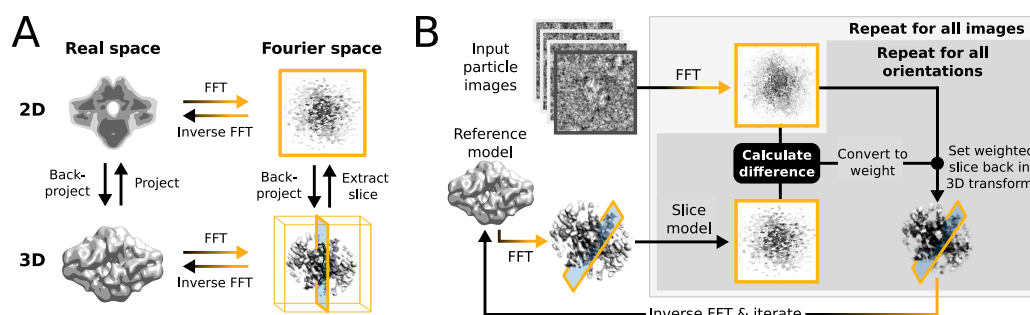 A
Real space
Fourier space
2D
FFT
Inverse FFT
Back-
project
Project
Back-
project
Extract
slice
3D
FFT
Inverse FFT
B
Input
particle
images
FFT
Repeat for all images
Repeat for all
orientations
Reference
model
Calculate
difference
Convert to
weight
Set weighted
slice back in
3D transform
FFT
Slice
model
Inverse FFT & iterate